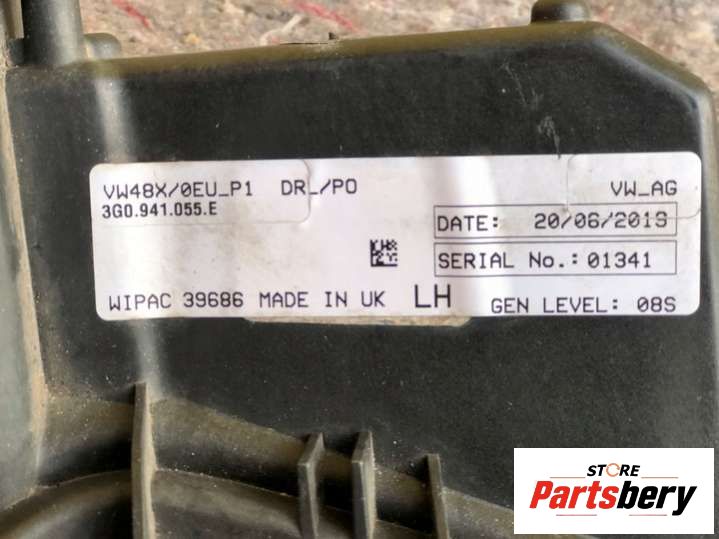 VW48X/0EU_P1 DR_/PO VW_AG
3G0.941.055.E
DATE: 20/06/2019
SERIAL No.: 01341
WIPAC 39686 MADE IN UK LH GEN LEVEL: 08S
STORE
Partsbery